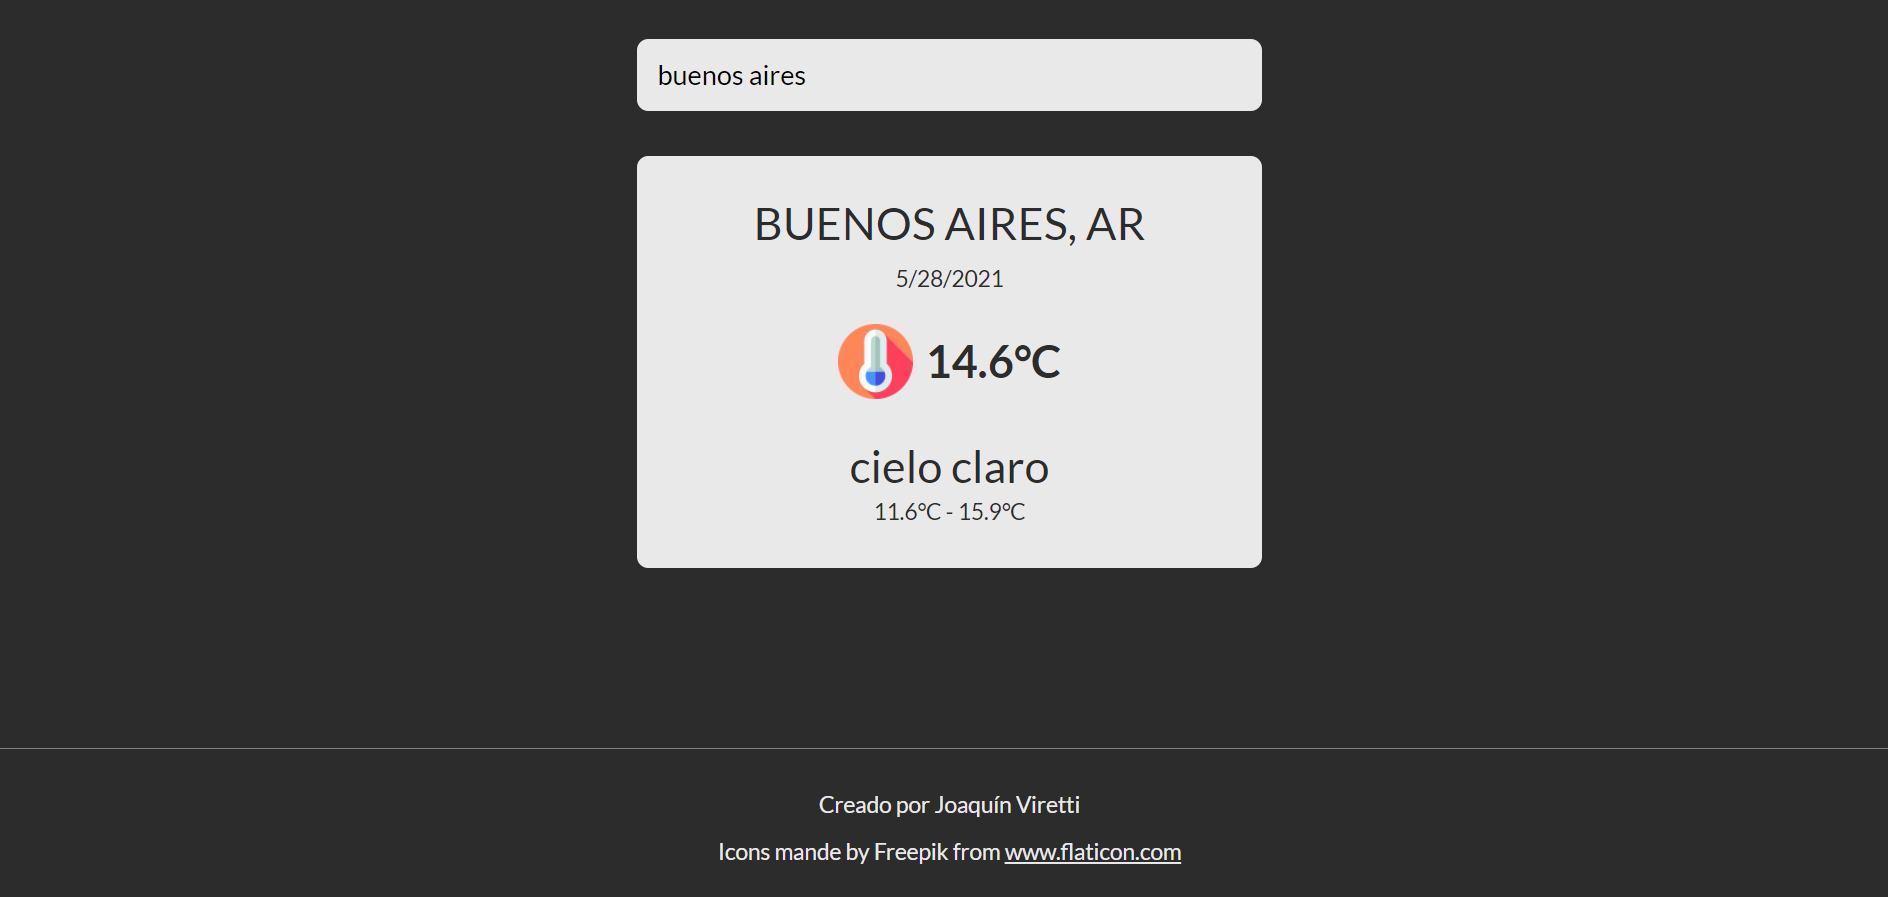 buenos aires
BUENOS AIRES, AR
5/28/2021
14.6°C
cielo claro
11.6°C - 15.9°C
Creado por Joaquín Viretti
Icons mande by Freepik from www.flaticon.com